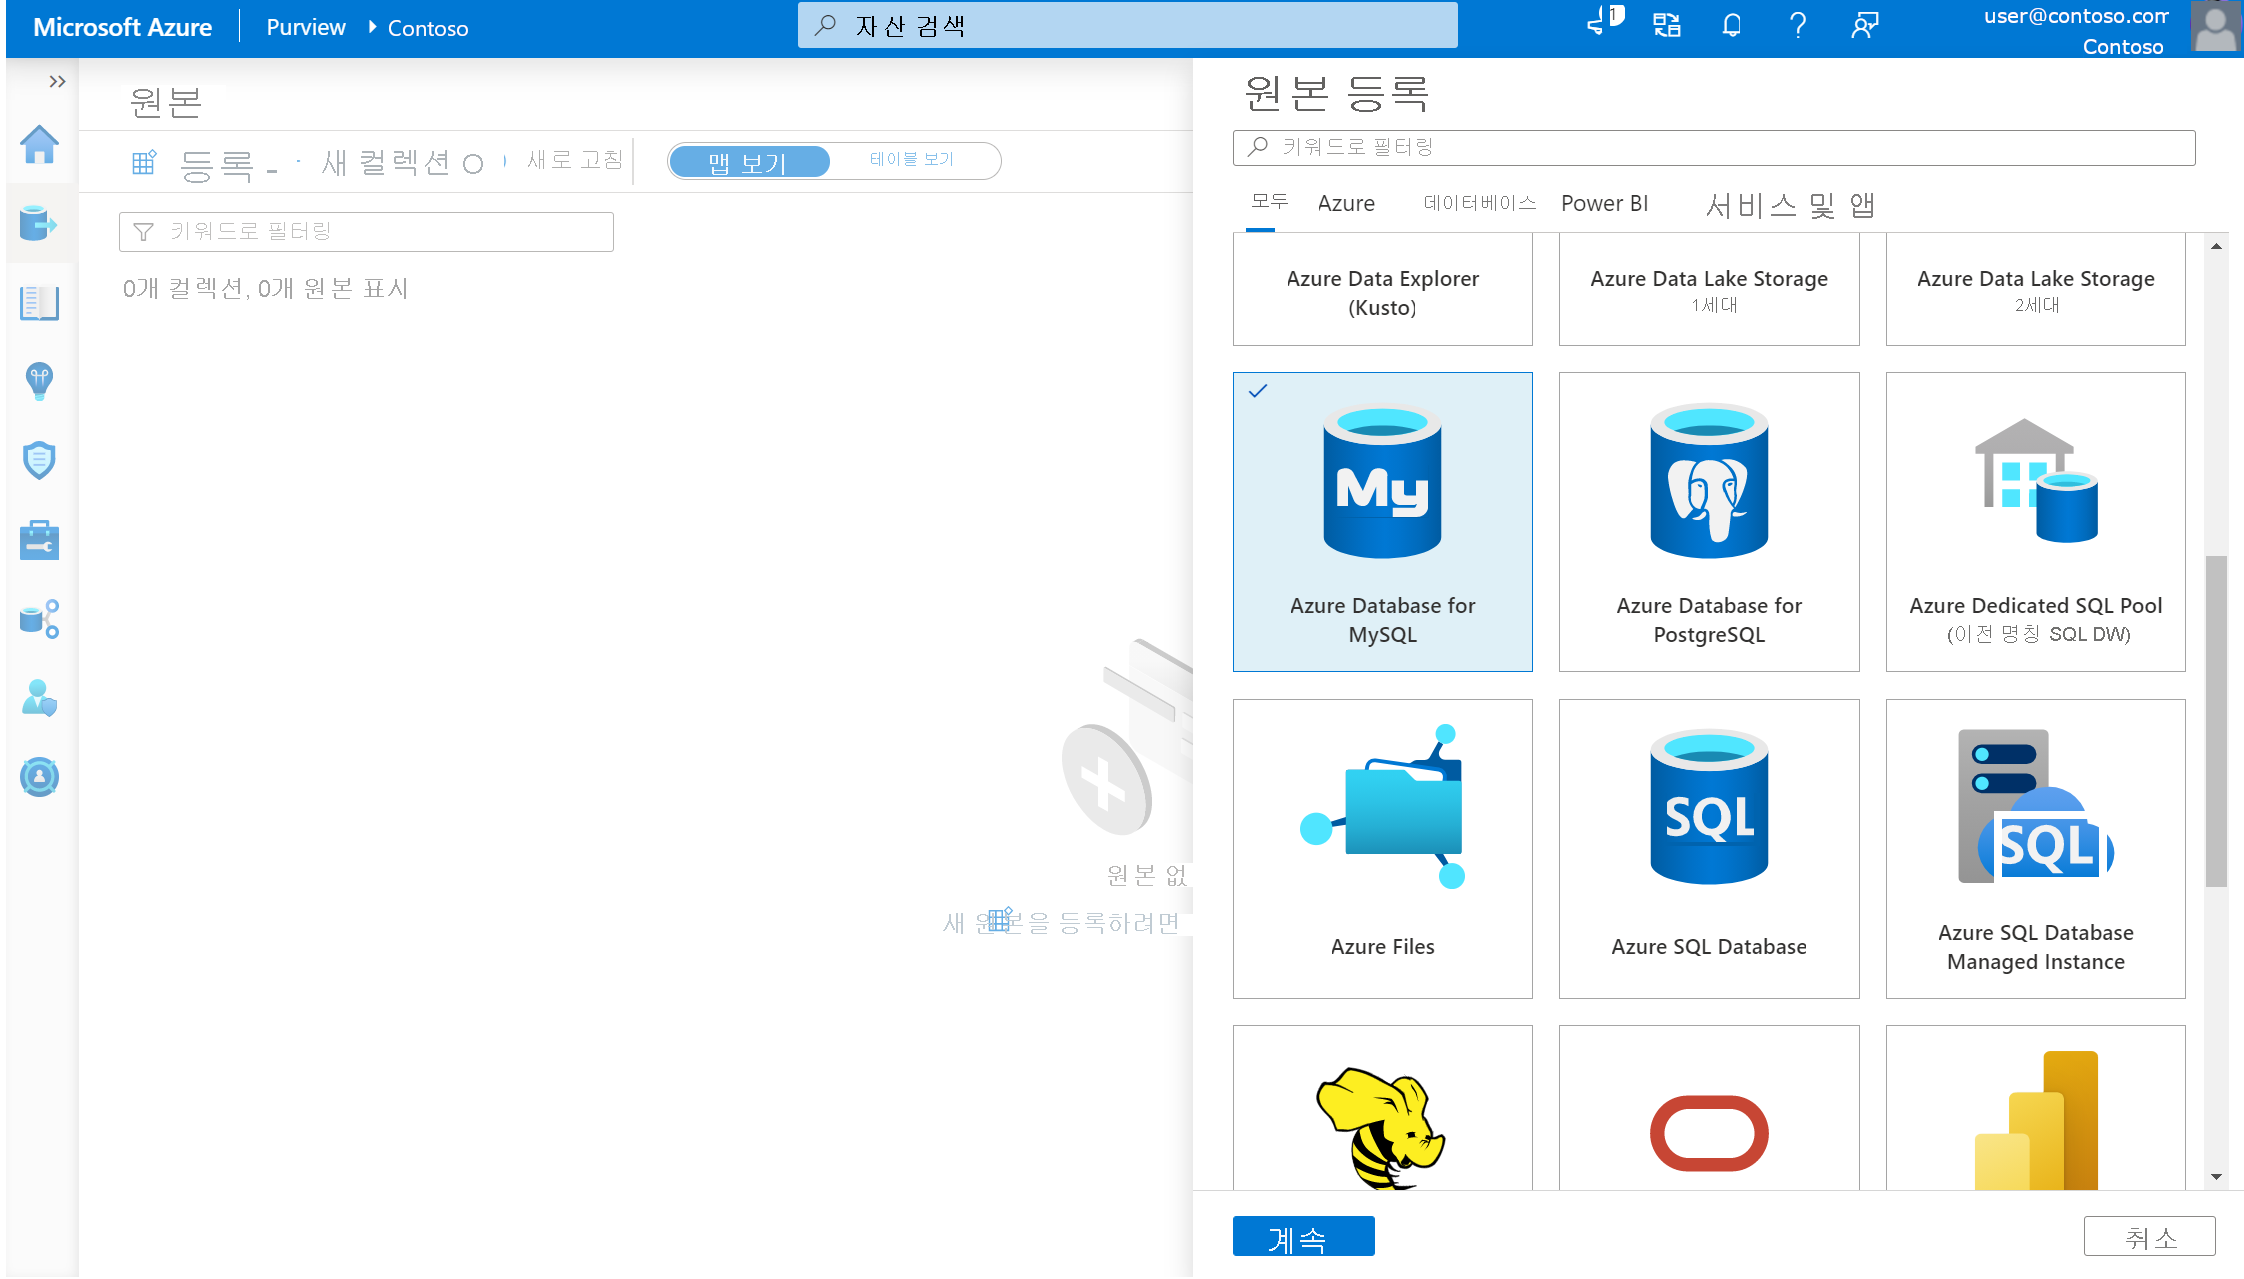 Microsoft Azure
Purview
Contoso
자산 검색
1
user@contoso.com
Contoso
원본
등록
새 컬렉션
새로 고침
맵 보기
테이블 보기
키워드로 필터링
0개 컬렉션, 0개 원본 표시
원본 없
새 원본을 등록하려면
원본 등록
키워드로 필터링
모두
Azure
데이터베이스
Power BI
서비스 및 앱
Azure Data Explorer
(Kusto)
Azure Data Lake Storage
1세대
Azure Data Lake Storage
2세대
My
Azure Database for
MySQL
Azure Database for
PostgreSQL
Azure Dedicated SQL Pool
(이전 명칭 SQL DW)
Azure Files
SQL
Azure SQL Database
SQL
Azure SQL Database
Managed Instance
계속
취소